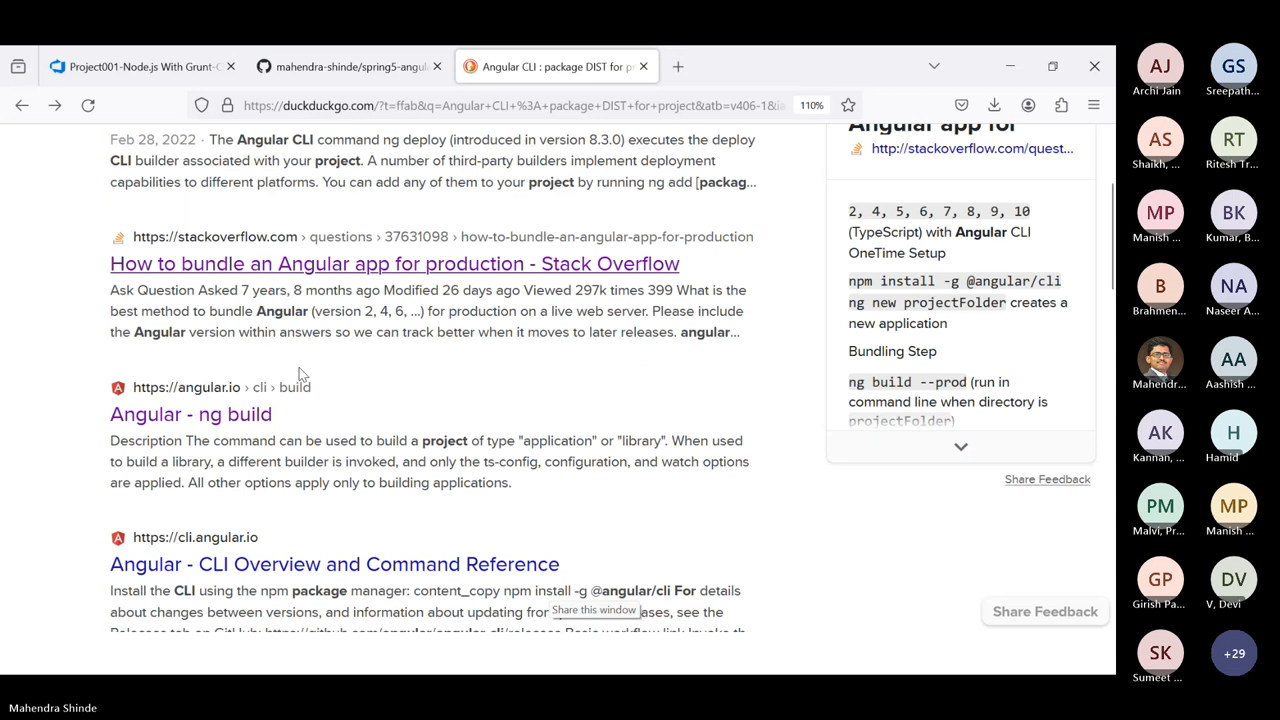 Project001-Node.js With Grunt-C
mahendra-shinde/spring5-angul
Angular CLI : package DIST for p
https://duckduckgo.com/?t=ffab&q=Angular+CLI+%3A+package+DIST+for+project&atb=v406-1&ia
110%
Feb 28, 2022 · The Angular CLI command ng deploy (introduced in version 8.3.0) executes the deploy
CLI builder associated with your project. A number of third-party builders implement deployment
capabilities to different platforms. You can add any of them to your project by running ng add [packag...
https://stackoverflow.com › questions › 37631098 › how-to-bundle-an-angular-app-for-production
How to bundle an Angular app for production - Stack Overflow
Ask Question Asked 7 years, 8 months ago Modified 26 days ago Viewed 297k times 399 What is the
best method to bundle Angular (version 2, 4, 6, ...) for production on a live web server. Please include
the Angular version within answers so we can track better when it moves to later releases. angular...
https://angular.io › cli › build
Angular - ng build
Description The command can be used to build a project of type "application" or "library". When used
to build a library, a different builder is invoked, and only the ts-config, configuration, and watch options
are applied. All other options apply only to building applications.
https://cli.angular.io
Angular - CLI Overview and Command Reference
Install the CLI using the npm package manager: content_copy npm install -g @angular/cli For details
about changes between versions, and information about updating from
ases, see the
Share this window
Angular app for
http://stackoverflow.com/quest...
2, 4, 5, 6, 7, 8, 9, 10
(TypeScript) with Angular CLI
OneTime Setup
npm install -g @angular/cli
ng new projectFolder creates a
new application
Bundling Step
ng build --prod (run in
command line when directory is
projectFolder)
Share Feedback
Share Feedback
AJ
Archi Jain
GS
Sreepath...
AS
Shaikh, ...
RT
Ritesh Tr...
MP
Manish ...
BK
Kumar, B...
B
Brahmen...
NA
Naseer A...
Mahendr...
AA
Aashish ...
AK
Kannan, ...
H
Hamid
PM
Malvi, Pr...
MP
Manish ...
GP
Girish Pa...
DV
V, Devi
SK
Sumeet ...
+29
Mahendra Shinde